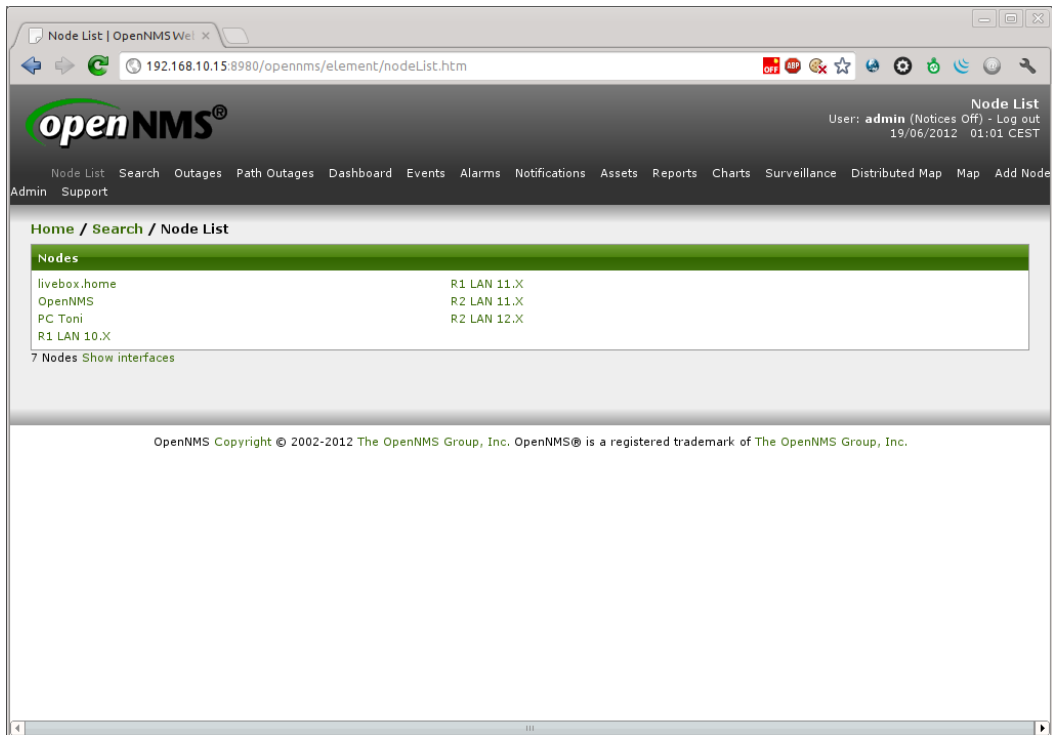 Node List | OpenNMS Wel
192.168.10.15:8980/opennms/element/nodeList.htm
OFF ABP
openNMS®
Node List
User: admin (Notices Off) - Log out
19/06/2012 01:01 CEST
Node List Search Outages Path Outages Dashboard Events Alarms Notifications Assets Reports Charts Surveillance Distributed Map Map Add Node
Admin Support
Home / Search / Node List
Nodes
livebox.home R1 LAN 11.X
OpenNMS R2 LAN 11.X
PC Toni R2 LAN 12.X
R1 LAN 10.X
7 Nodes Show interfaces
OpenNMS Copyright © 2002-2012 The OpenNMS Group, Inc. OpenNMS® is a registered trademark of The OpenNMS Group, Inc.